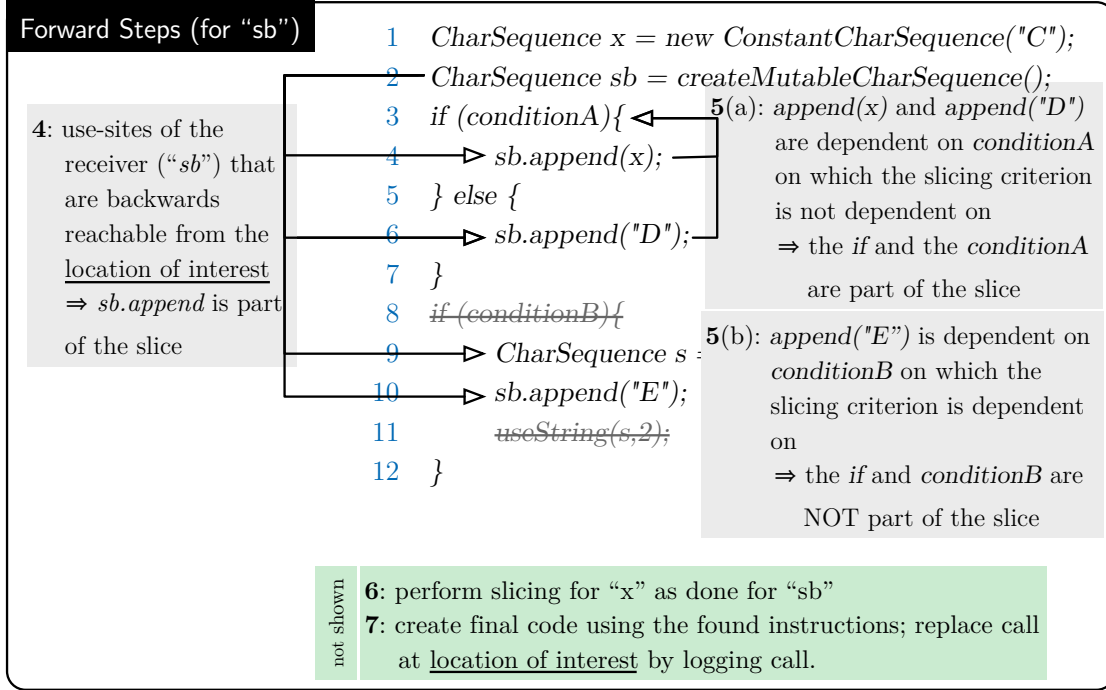 Forward Steps (for “sb”)
1 CharSequence x = new ConstantCharSequence("C");
2 CharSequence sb = createMutableCharSequence();
3 if (conditionA){
4 sb.append(x);
5 } else {
6 sb.append("D");
7 }
8 if (conditionB){
9 CharSequence s =
10 sb.append("E");
11 useString(s,2);
12 }
4: use-sites of the
receiver (“sb”) that
are backwards
reachable from the
location of interest
⇒ sb.append is part
of the slice
5(a): append(x) and append("D")
are dependent on conditionA
on which the slicing criterion
is not dependent on
⇒ the if and the conditionA
are part of the slice
5(b): append("E”) is dependent on
conditionB on which the
slicing criterion is dependent
on
⇒ the if and conditionB are
NOT part of the slice
not shown
6: perform slicing for “x” as done for “sb”
7: create final code using the found instructions; replace call
at location of interest by logging call.